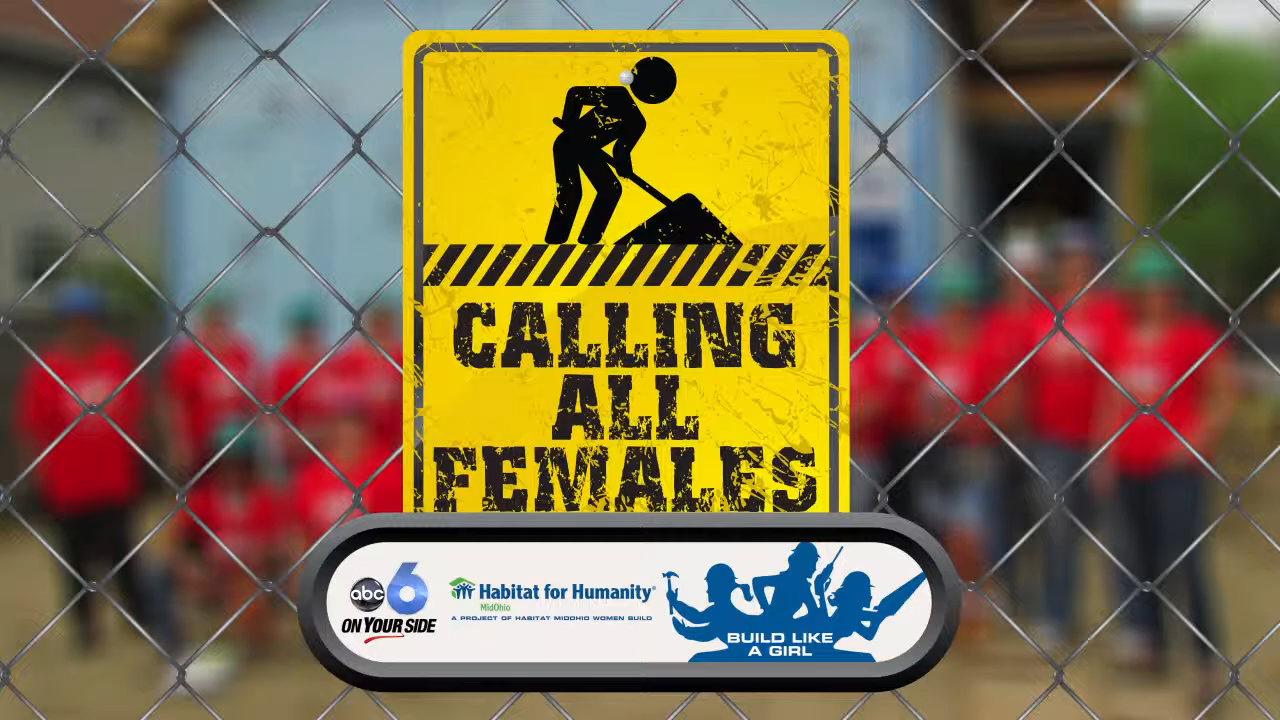 CALLING
ALL
FEMALES
abc 6
ON YOUR SIDE
Habitat for Humanity®
MidOhio
A PROJECT OF HABITAT MIDOHIO WOMEN BUILD
BUILD LIKE
A GIRL